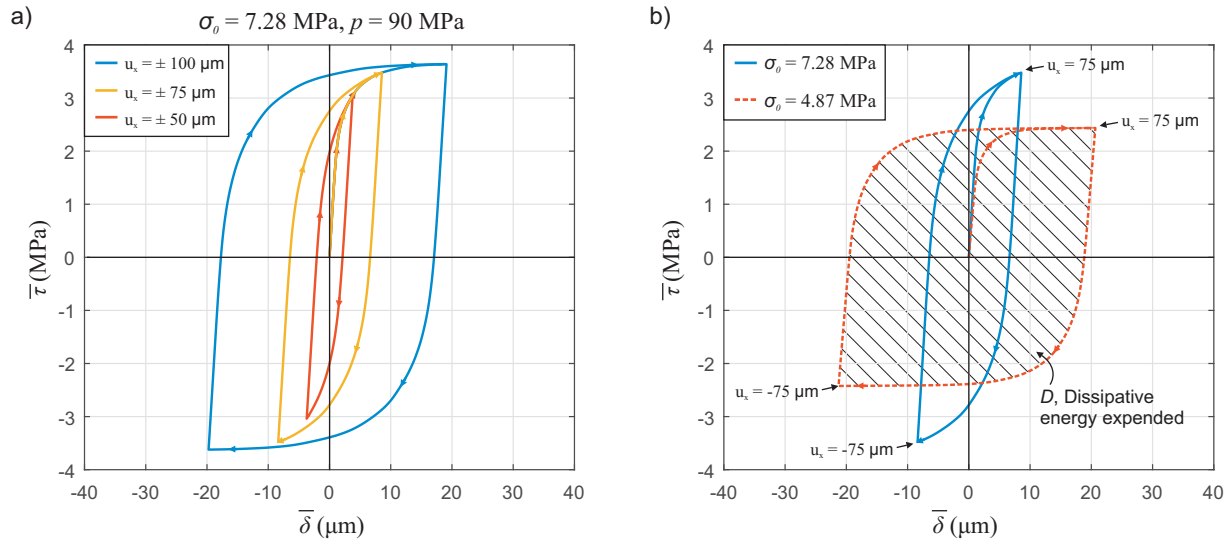 a)
σ₀ = 7.28 MPa, p = 90 MPa
uₓ = ± 100 µm
uₓ = ± 75 µm
uₓ = ± 50 µm
4
3
2
1
0
-1
-2
-3
-4
-40
-30
-20
-10
0
10
20
30
40
τ̅ (MPa)
δ̅ (µm)
b)
σ₀ = 7.28 MPa
σ₀ = 4.87 MPa
uₓ = 75 µm
uₓ = 75 µm
uₓ = -75 µm
uₓ = -75 µm
D, Dissipative
energy expended
4
3
2
1
0
-1
-2
-3
-4
-40
-30
-20
-10
0
10
20
30
40
τ̅ (MPa)
δ̅ (µm)